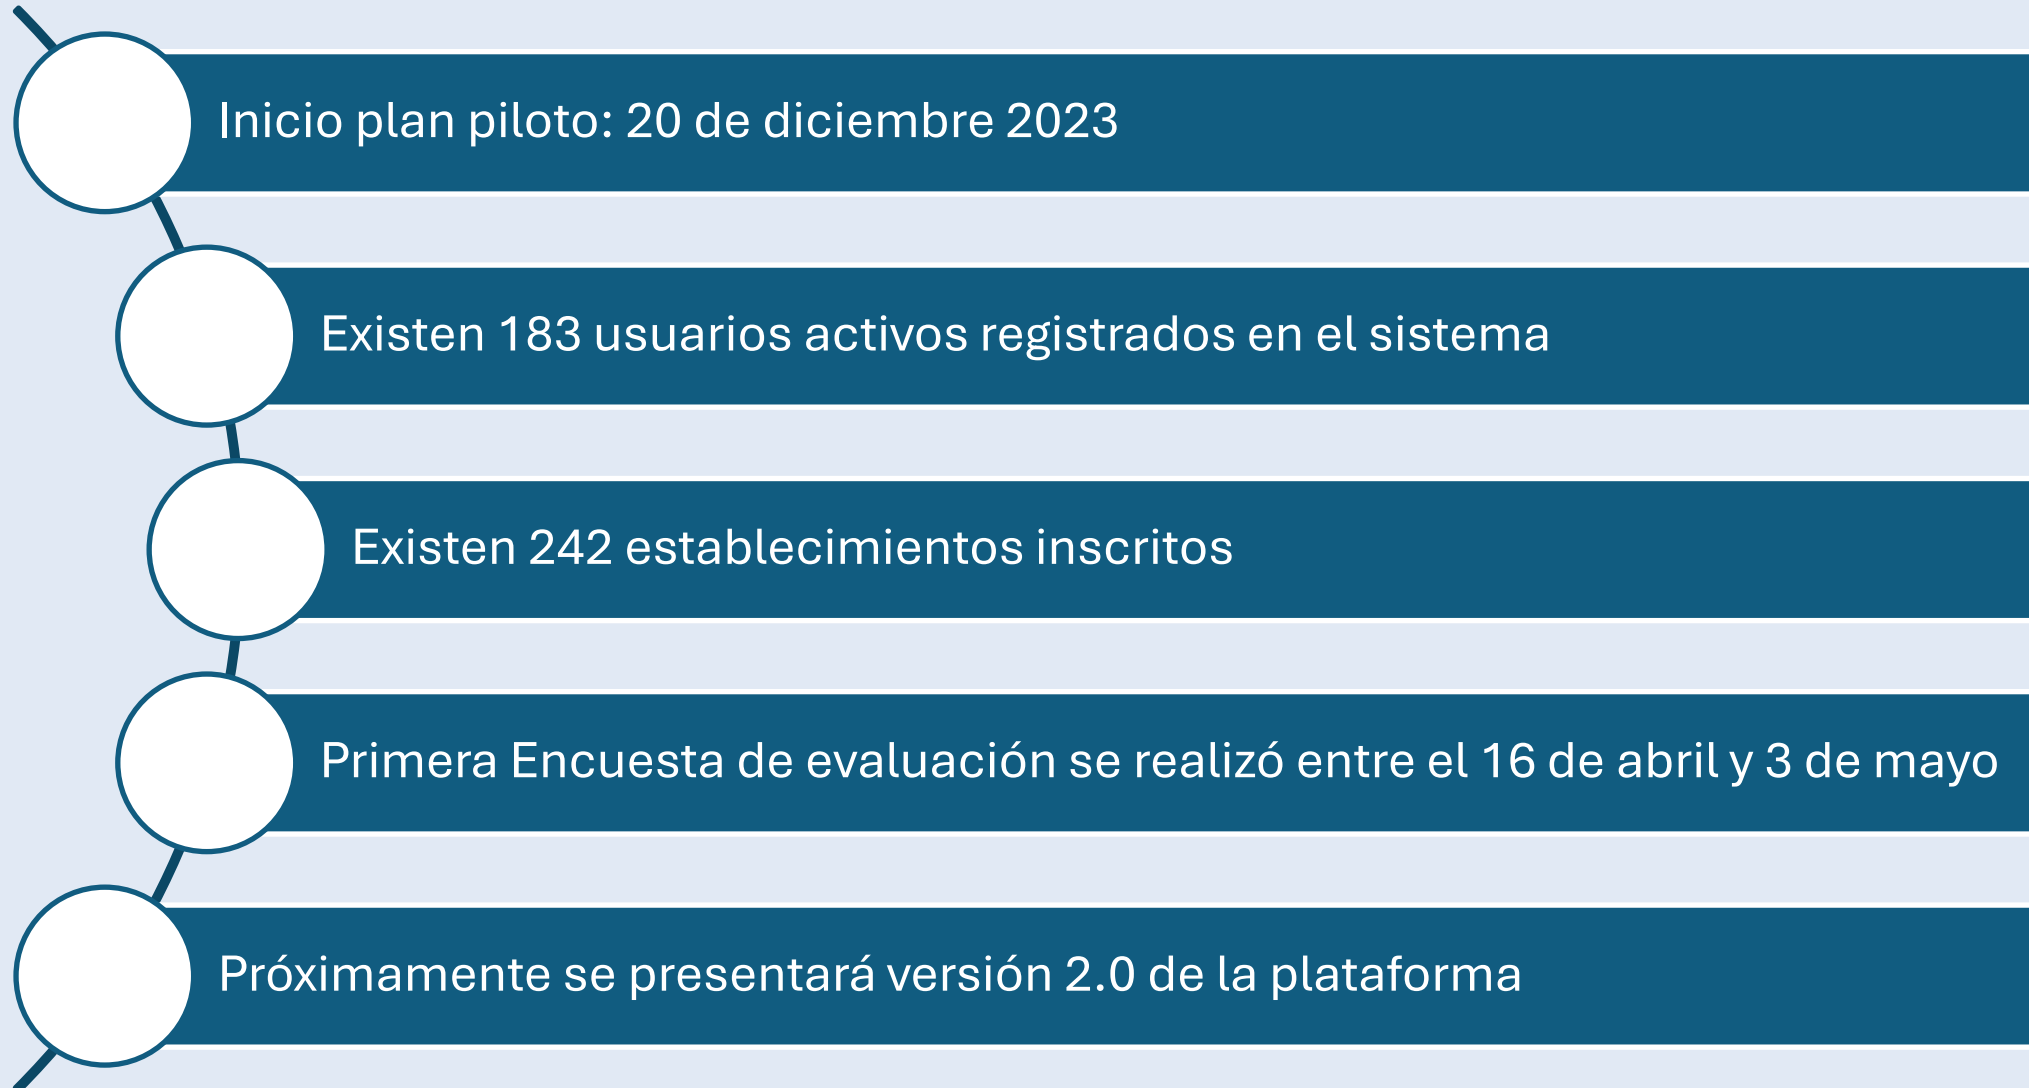 Inicio plan piloto: 20 de diciembre 2023
Existen 183 usuarios activos registrados en el sistema
Existen 242 establecimientos inscritos
Primera Encuesta de evaluación se realizó entre el 16 de abril y 3 de mayo
Próximamente se presentará versión 2.0 de la plataforma